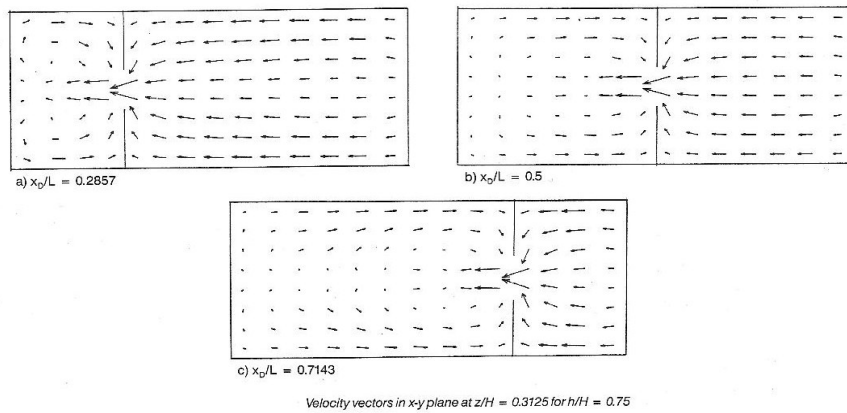 a) x_D/L = 0.2857
b) x_D/L = 0.5
c) x_D/L = 0.7143
Velocity vectors in x-y plane at z/H = 0.3125 for h/H = 0.75